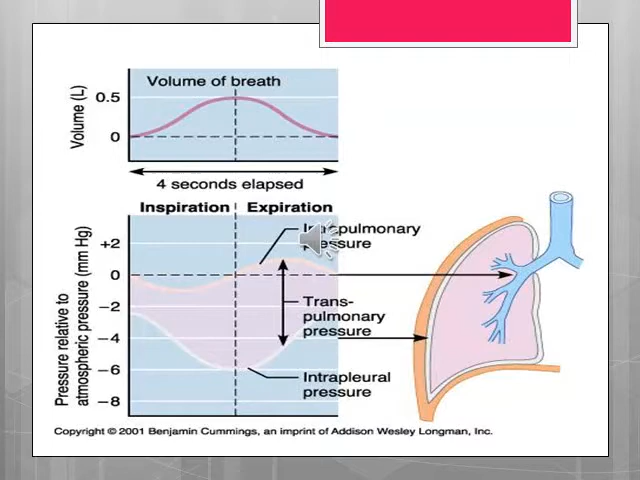 Volume of breath
Volume (L)
0.5
0
4 seconds elapsed
Inspiration Expiration
Pressure relative to
atmospheric pressure (mm Hg)
+2
0
−2
−4
−6
−8
pressure
Trans-
pulmonary
pressure
Intrapleural
pressure
Copyright © 2001 Benjamin Cummings, an imprint of Addison Wesley Longman, Inc.